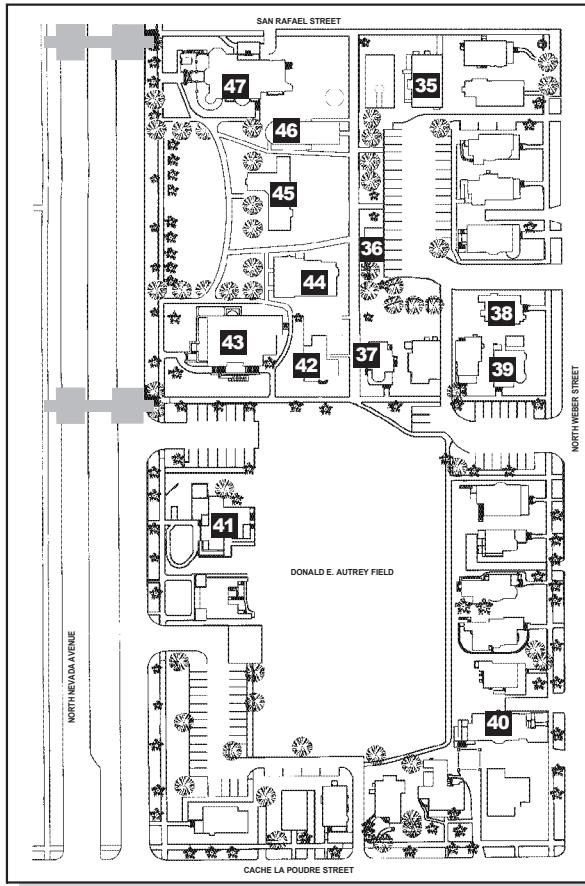 SAN RAFAEL STREET
47
35
46
45
36
44
38
43
37
42
39
NORTH WEBER STREET
41
DONALD E. AUTREY FIELD
NORTH NEVADA AVENUE
40
CACHE LA POUDRE STREET